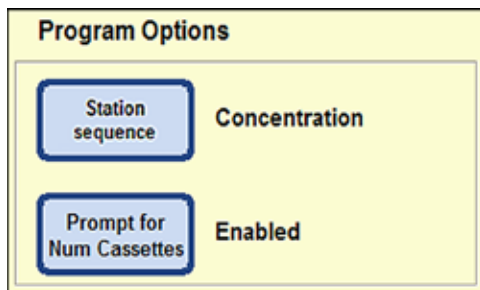 Program Options
Station
sequence
Concentration
Prompt for
Num Cassettes
Enabled